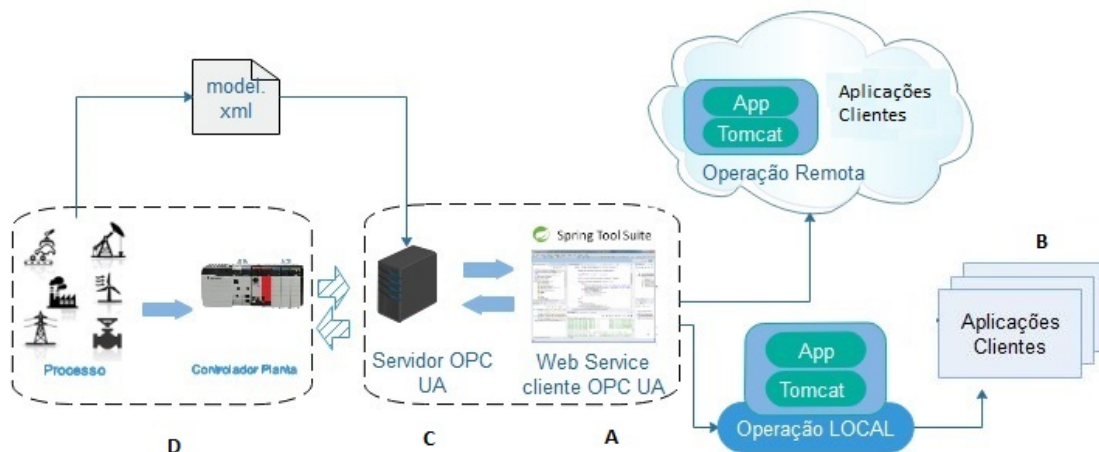 model.
xml
App
Tomcat
Aplicações
Clientes
Operação Remota
Spring Tool Suite
B
Processo
Controlador Planta
Servidor OPC
UA
Web Service
cliente OPC UA
App
Tomcat
Operação LOCAL
Aplicações
Clientes
D
C
A